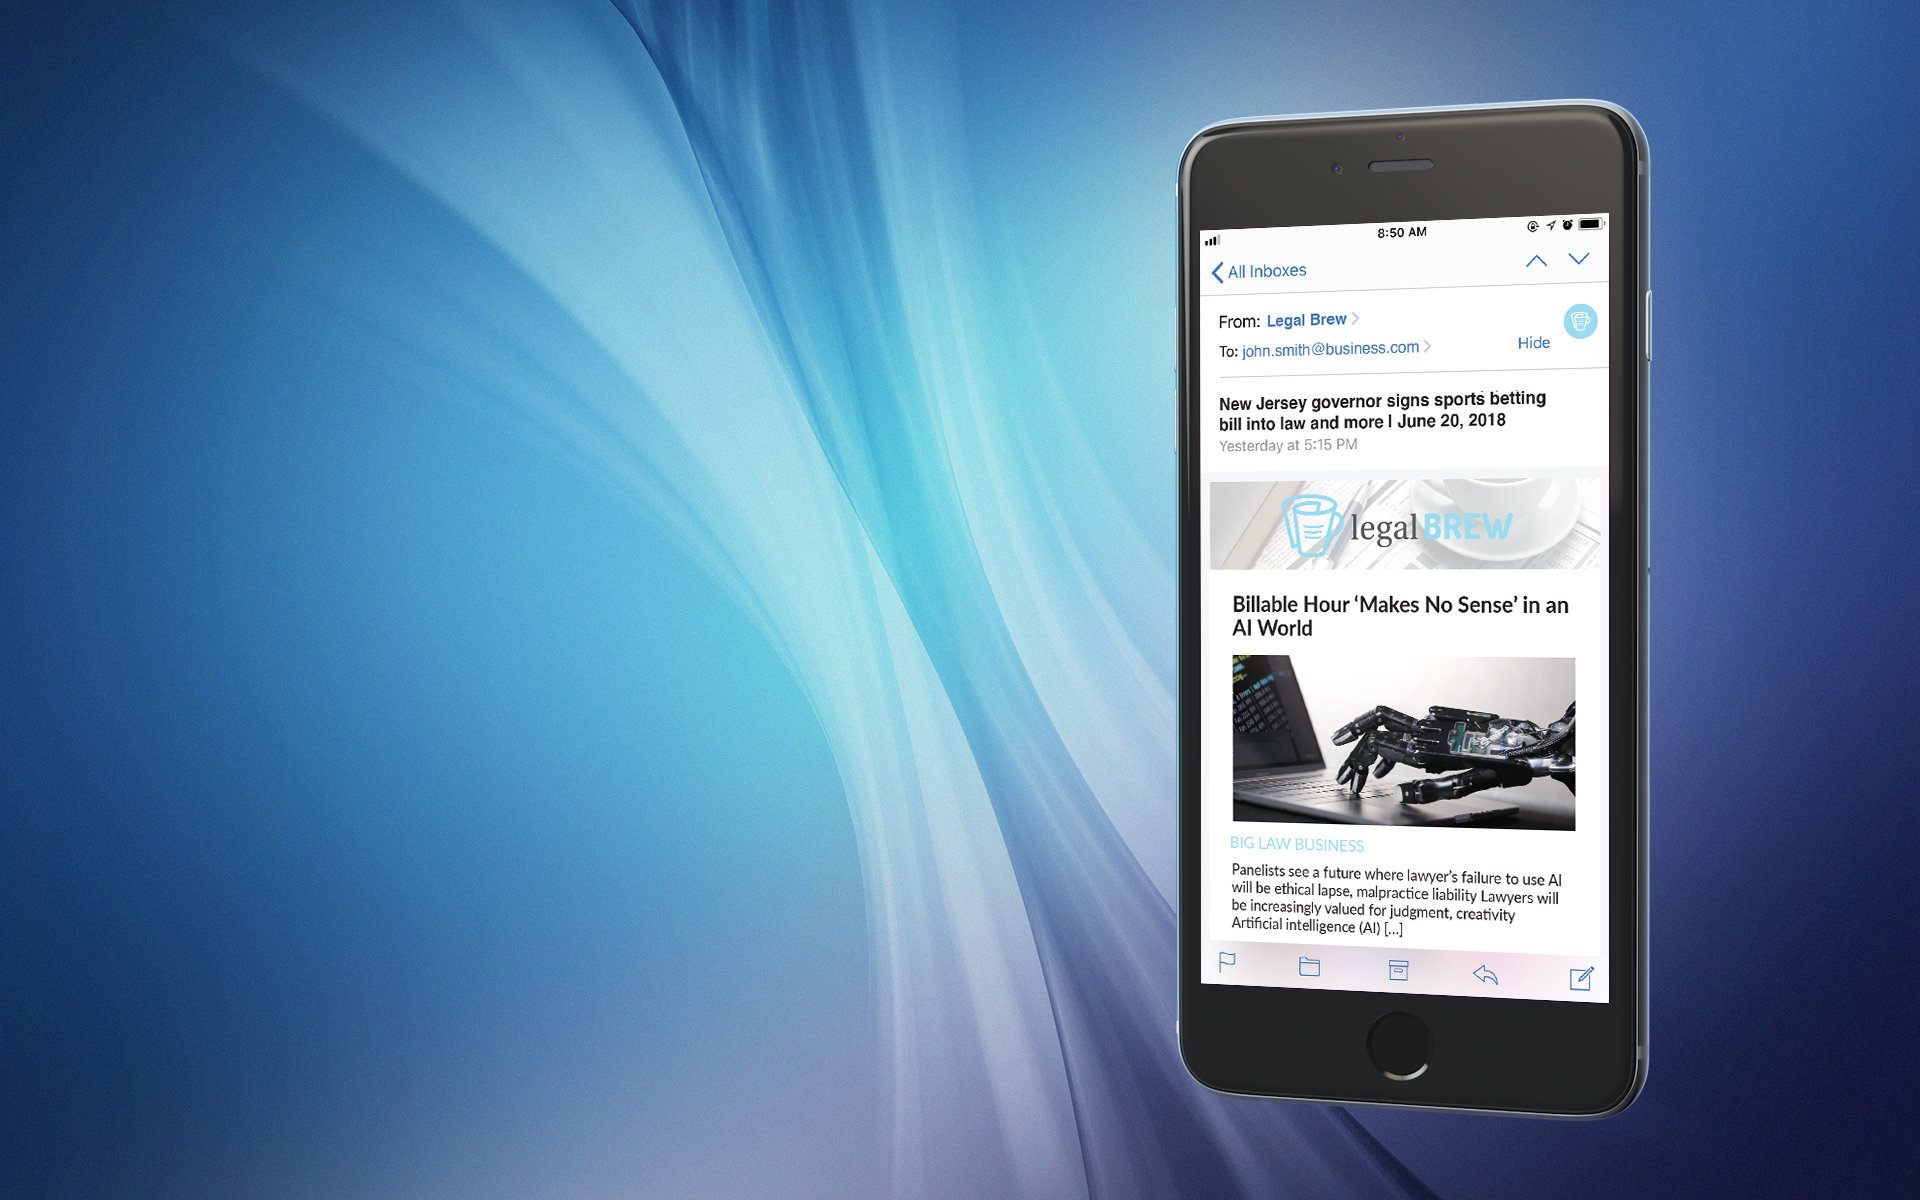 8:50 AM
All Inboxes
From: Legal Brew
To: john.smith@business.com
Hide
New Jersey governor signs sports betting
bill into law and more | June 20, 2018
Yesterday at 5:15 PM
legal BREW
Billable Hour ‘Makes No Sense’ in an
AI World
BIG LAW BUSINESS
Panelists see a future where lawyer’s failure to use AI
will be ethical lapse, malpractice liability Lawyers will
be increasingly valued for judgment, creativity
Artificial intelligence (AI) [...]